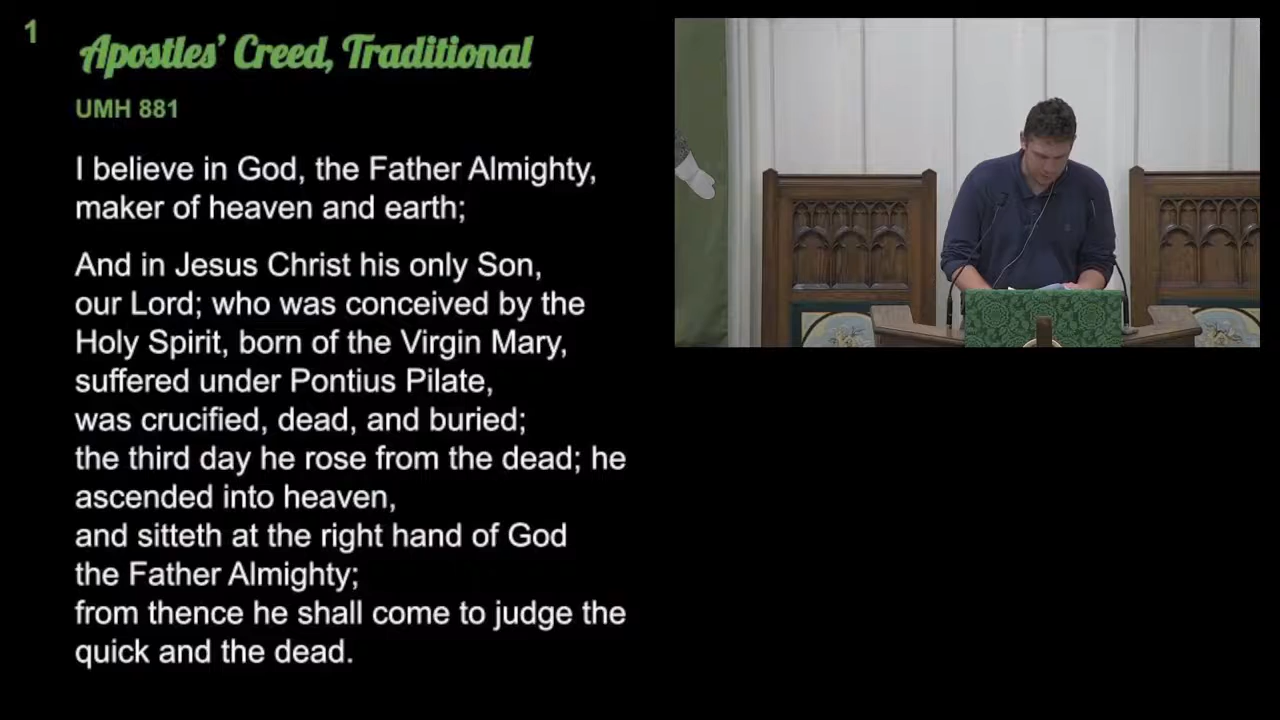 1
Apostles' Creed, Traditional
UMH 881
I believe in God, the Father Almighty,
maker of heaven and earth;
And in Jesus Christ his only Son,
our Lord; who was conceived by the
Holy Spirit, born of the Virgin Mary,
suffered under Pontius Pilate,
was crucified, dead, and buried;
the third day he rose from the dead; he
ascended into heaven,
and sitteth at the right hand of God
the Father Almighty;
from thence he shall come to judge the
quick and the dead.